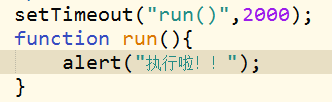 setTimeout("run()",2000);
function run(){
    alert("执行啦！！");
}